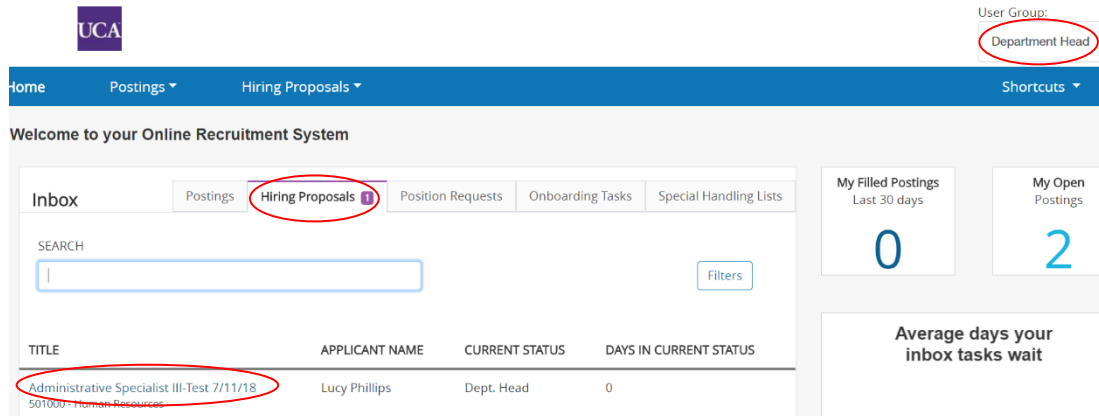 UCA
User Group:
Department Head
Home Postings Hiring Proposals Shortcuts
Welcome to your Online Recruitment System
Inbox Postings Hiring Proposals 1 Position Requests Onboarding Tasks Special Handling Lists
SEARCH
Filters
TITLE APPLICANT NAME CURRENT STATUS DAYS IN CURRENT STATUS
Administrative Specialist III-Test 7/11/18 Lucy Phillips Dept. Head 0
501000 - Human Resources
My Filled Postings
Last 30 days
0
My Open
Postings
2
Average days your
inbox tasks wait